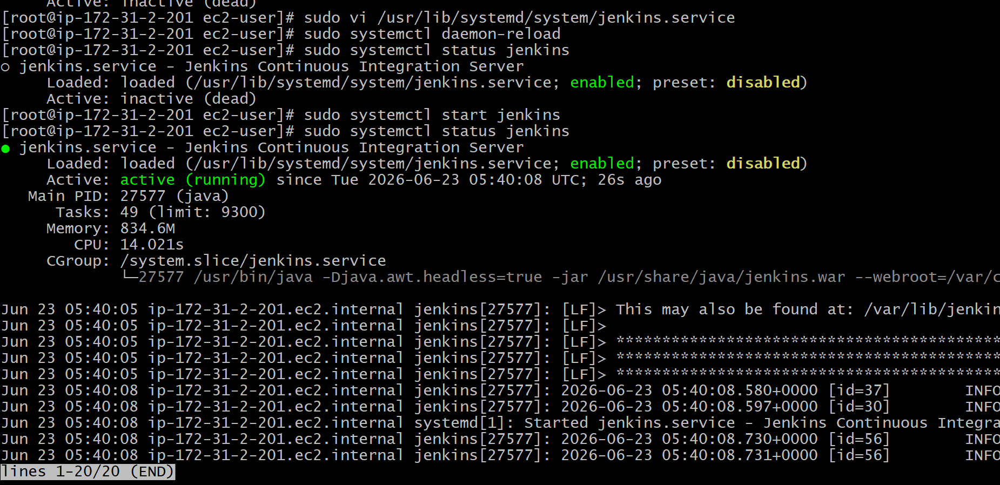 Active: inactive (dead)
[root@ip-172-31-2-201 ec2-user]# sudo vi /usr/lib/systemd/system/jenkins.service
[root@ip-172-31-2-201 ec2-user]# sudo systemctl daemon-reload
[root@ip-172-31-2-201 ec2-user]# sudo systemctl status jenkins
○ jenkins.service - Jenkins Continuous Integration Server
     Loaded: loaded (/usr/lib/systemd/system/jenkins.service; enabled; preset: disabled)
     Active: inactive (dead)
[root@ip-172-31-2-201 ec2-user]# sudo systemctl start jenkins
[root@ip-172-31-2-201 ec2-user]# sudo systemctl status jenkins
● jenkins.service - Jenkins Continuous Integration Server
     Loaded: loaded (/usr/lib/systemd/system/jenkins.service; enabled; preset: disabled)
     Active: active (running) since Tue 2026-06-23 05:40:08 UTC; 26s ago
   Main PID: 27577 (java)
      Tasks: 49 (limit: 9300)
     Memory: 834.6M
        CPU: 14.021s
     CGroup: /system.slice/jenkins.service
             └─27577 /usr/bin/java -Djava.awt.headless=true -jar /usr/share/java/jenkins.war --webroot=/var/c

Jun 23 05:40:05 ip-172-31-2-201.ec2.internal jenkins[27577]: [LF]> This may also be found at: /var/lib/jenkin
Jun 23 05:40:05 ip-172-31-2-201.ec2.internal jenkins[27577]: [LF]>
Jun 23 05:40:05 ip-172-31-2-201.ec2.internal jenkins[27577]: [LF]> ******************************************
Jun 23 05:40:05 ip-172-31-2-201.ec2.internal jenkins[27577]: [LF]> ******************************************
Jun 23 05:40:05 ip-172-31-2-201.ec2.internal jenkins[27577]: [LF]> ******************************************
Jun 23 05:40:08 ip-172-31-2-201.ec2.internal jenkins[27577]: 2026-06-23 05:40:08.580+0000 [id=37]        INFO
Jun 23 05:40:08 ip-172-31-2-201.ec2.internal jenkins[27577]: 2026-06-23 05:40:08.597+0000 [id=30]        INFO
Jun 23 05:40:08 ip-172-31-2-201.ec2.internal systemd[1]: Started jenkins.service - Jenkins Continuous Integra
Jun 23 05:40:08 ip-172-31-2-201.ec2.internal jenkins[27577]: 2026-06-23 05:40:08.730+0000 [id=56]        INFO
Jun 23 05:40:08 ip-172-31-2-201.ec2.internal jenkins[27577]: 2026-06-23 05:40:08.731+0000 [id=56]        INFO
lines 1-20/20 (END)